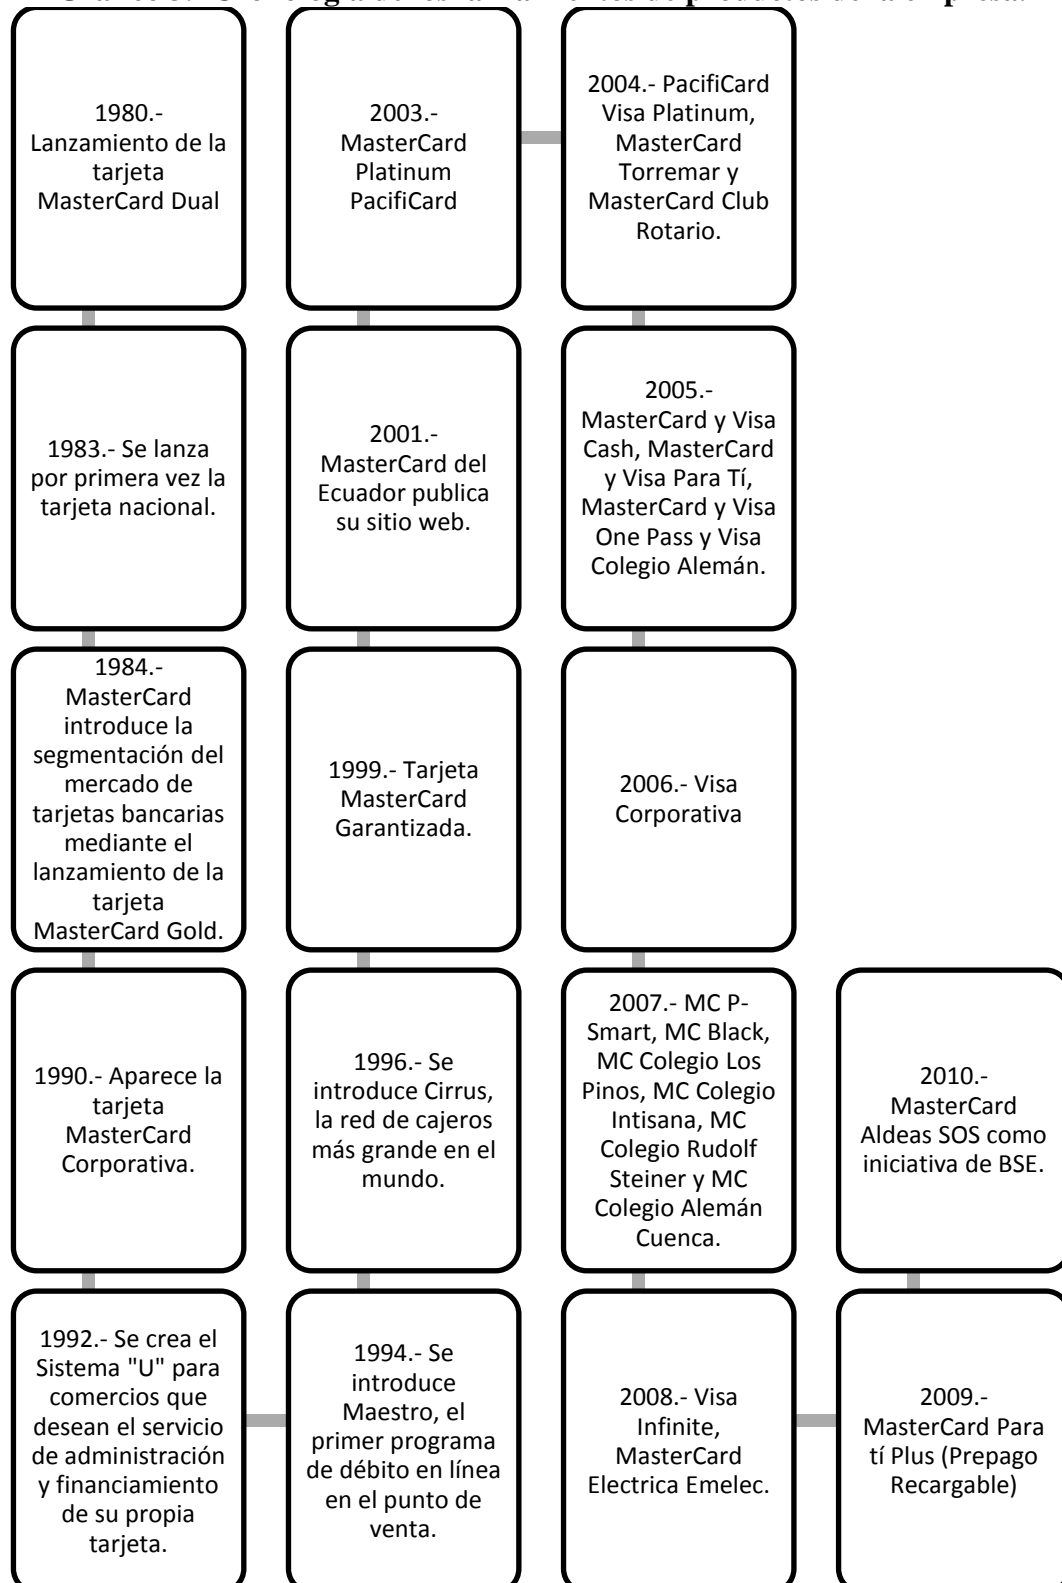 Cronología de los lanzamientos de productos de la empresa.
1980.-
Lanzamiento de la
tarjeta
MasterCard Dual
1983.- Se lanza
por primera vez la
tarjeta nacional.
1984.-
MasterCard
introduce la
segmentación del
mercado de
tarjetas bancarias
mediante el
lanzamiento de la
tarjeta
MasterCard Gold.
1990.- Aparece la
tarjeta
MasterCard
Corporativa.
1992.- Se crea el
Sistema "U" para
comercios que
desean el servicio
de administración
y financiamiento
de su propia
tarjeta.
1994.- Se
introduce
Maestro, el
primer programa
de débito en línea
en el punto de
venta.
1996.- Se
introduce Cirrus,
la red de cajeros
más grande en el
mundo.
1999.- Tarjeta
MasterCard
Garantizada.
2001.-
MasterCard del
Ecuador publica
su sitio web.
2003.-
MasterCard
Platinum
PacifiCard
2004.- PacifiCard
Visa Platinum,
MasterCard
Torremar y
MasterCard Club
Rotario.
2005.-
MasterCard y Visa
Cash, MasterCard
y Visa Para Tí,
MasterCard y Visa
One Pass y Visa
Colegio Alemán.
2006.- Visa
Corporativa
2007.- MC P-
Smart, MC Black,
MC Colegio Los
Pinos, MC Colegio
Intisana, MC
Colegio Rudolf
Steiner y MC
Colegio Alemán
Cuenca.
2008.- Visa
Infinite,
MasterCard
Electrica Emelec.
2009.-
MasterCard Para
tí Plus (Prepago
Recargable)
2010.-
MasterCard
Aldeas SOS como
iniciativa de BSE.